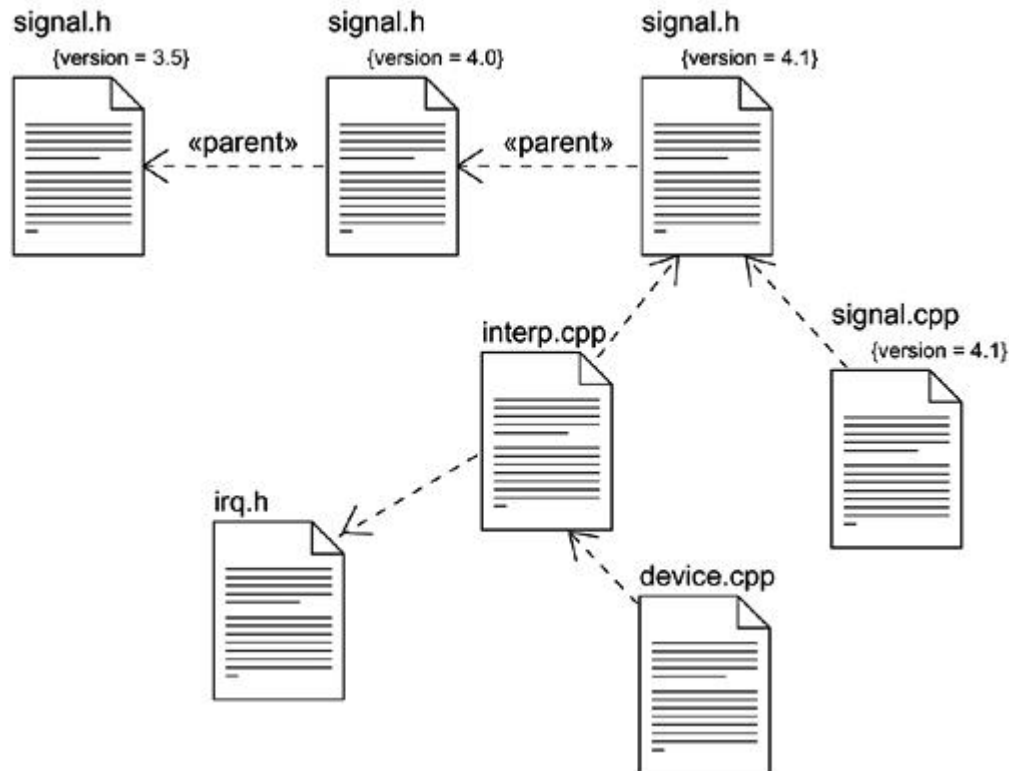 signal.h
{version = 3.5}
signal.h
{version = 4.0}
signal.h
{version = 4.1}
«parent»
«parent»
interp.cpp
signal.cpp
{version = 4.1}
irq.h
device.cpp